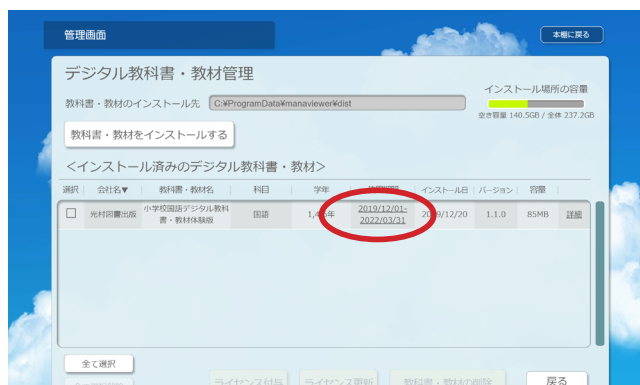 管理画面
本棚に戻る
デジタル教科書・教材管理
インストール場所の容量
教科書・教材のインストール先 C:¥ProgramData¥manaviewer¥dist
空き容量 140.5GB / 全体 237.2GB
教科書・教材をインストールする
<インストール済みのデジタル教科書・教材>
選択 会社名▼ 教科書・教材名 科目 学年 使用期限 インストール日 バージョン 容量
光村図書出版 小学校国語デジタル教科書・教材体験版 国語 1,4,5年 2019/12/01-2022/03/31 2019/12/20 1.1.0 85MB 詳細
全て選択
ライセンス付与 ライセンス更新 教科書・教材の削除 戻る